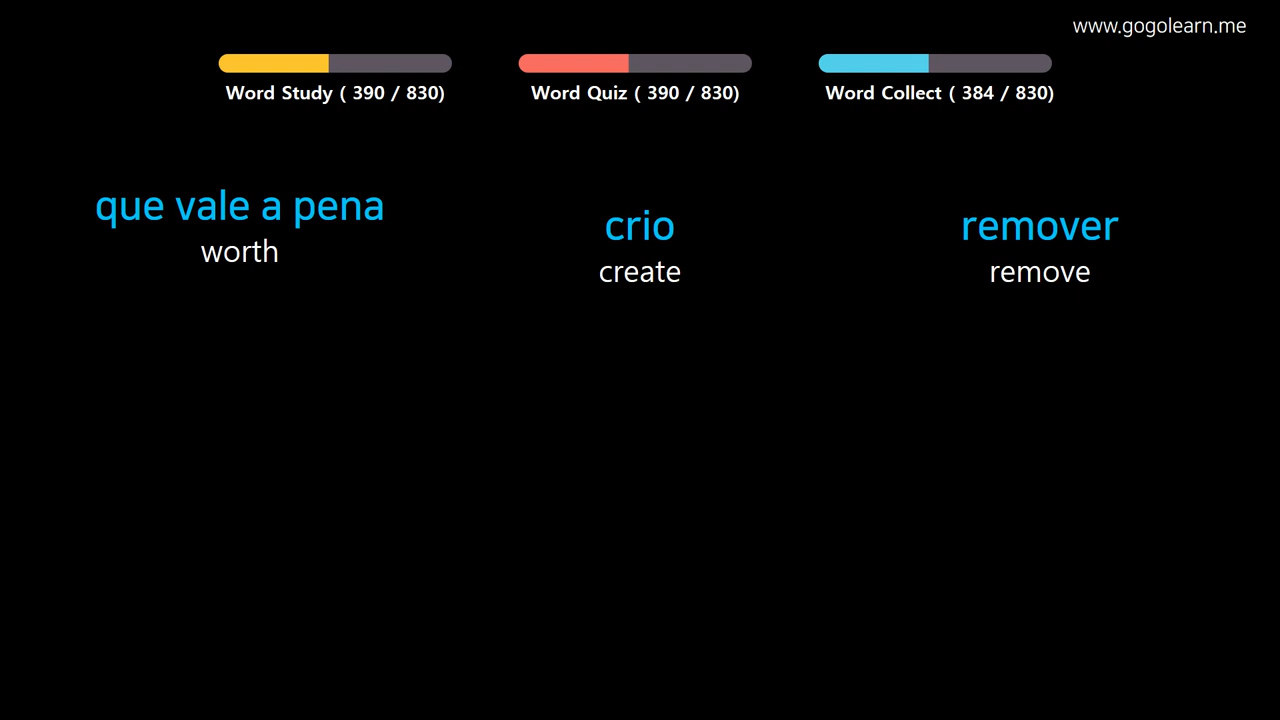 www.gogolearn.me
Word Study ( 390 / 830)
Word Quiz ( 390 / 830)
Word Collect ( 384 / 830)
que vale a pena
worth
crio
create
remover
remove